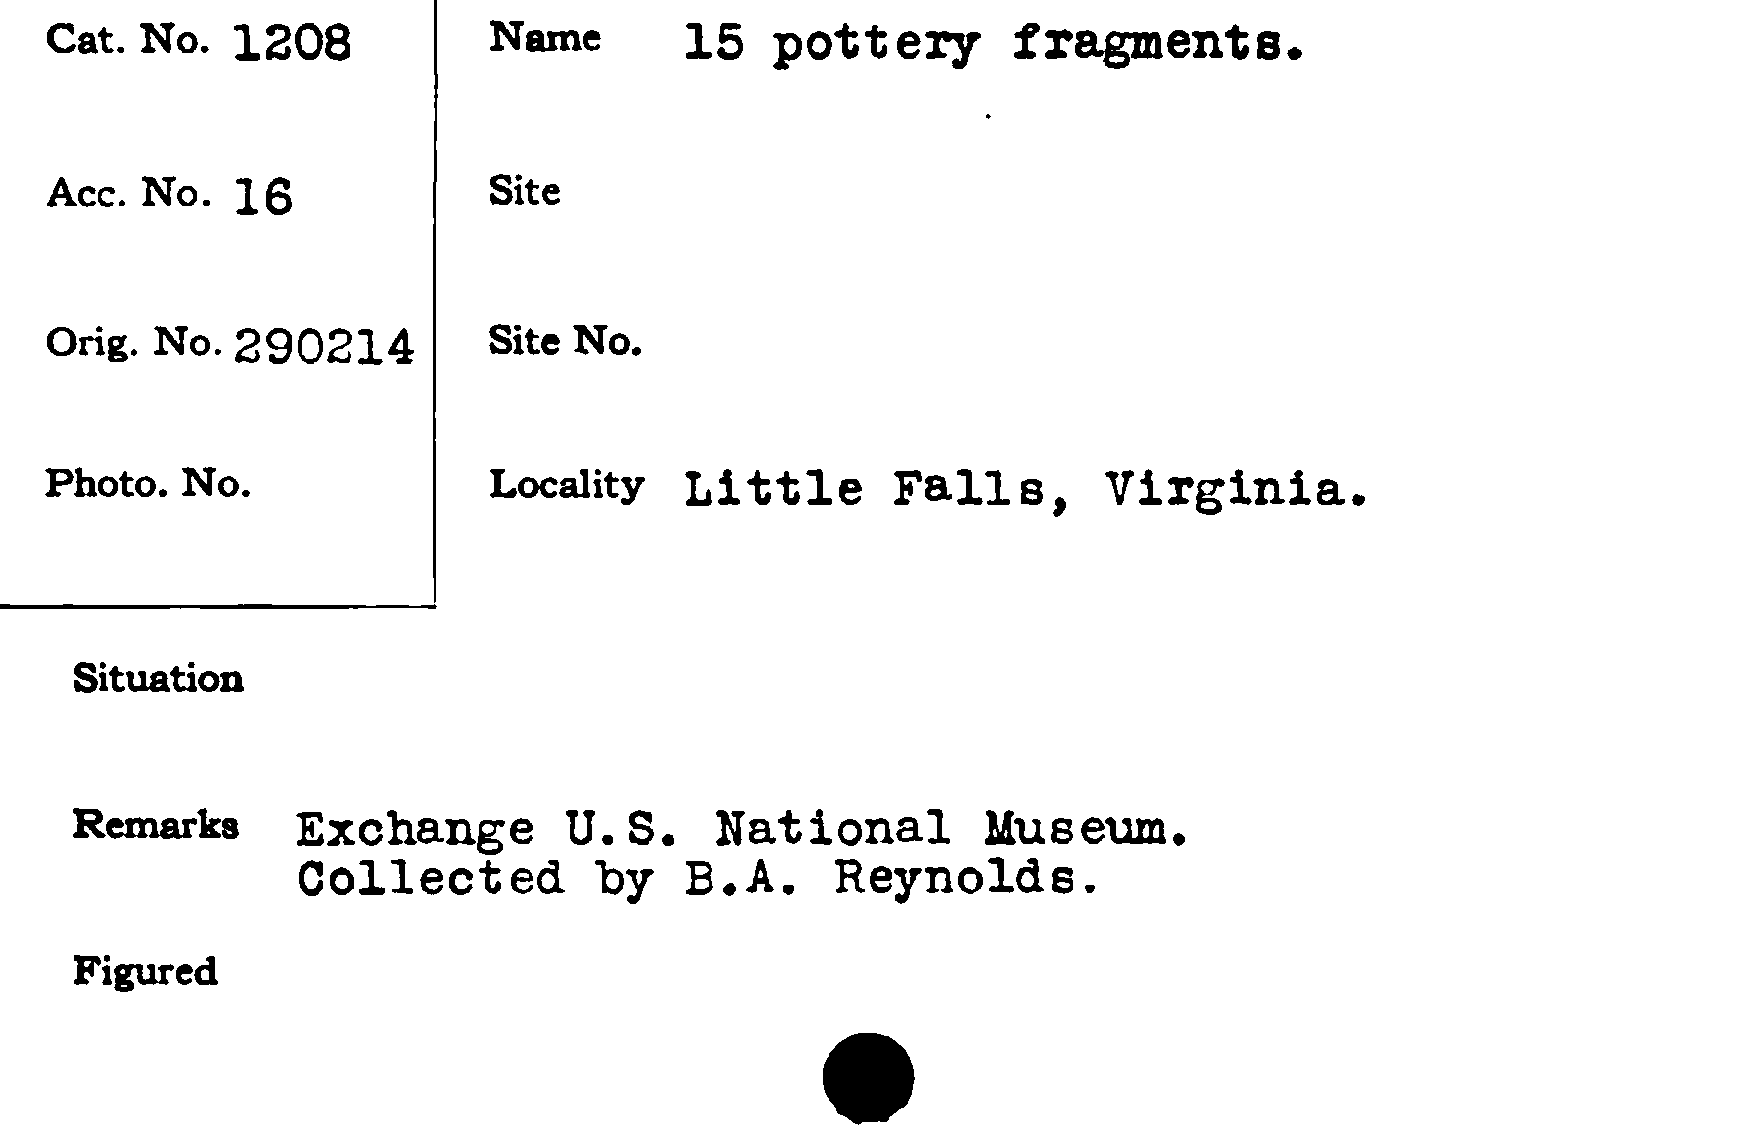 Cat. No. 1208
Name 15 pottery fragments.
Acc. No. 16
Site
Orig. No. 290214
Site No.
Photo. No.
Locality Little Falls, Virginia.
Situation
Remarks Exchange U.S. National Museum.
Collected by B.A. Reynolds.
Figured